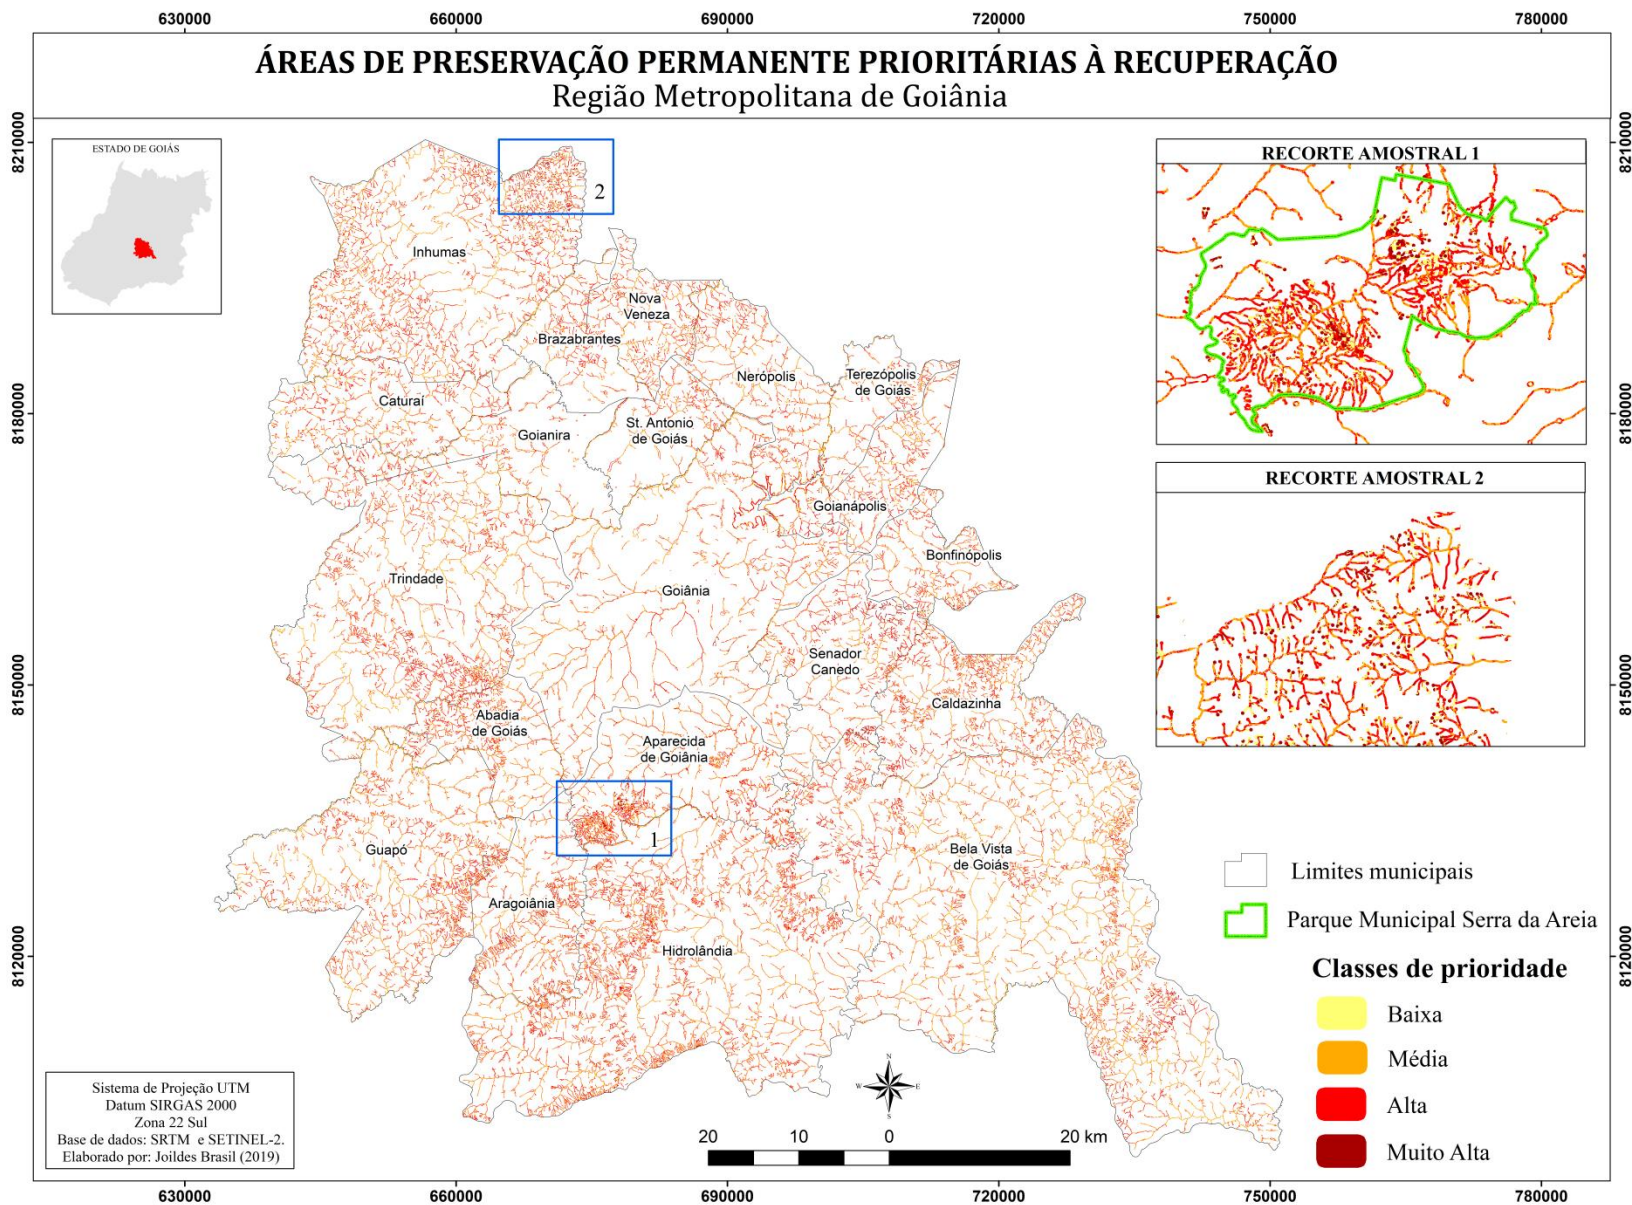 630000
660000
690000
720000
750000
780000
ÁREAS DE PRESERVAÇÃO PERMANENTE PRIORITÁRIAS À RECUPERAÇÃO
Região Metropolitana de Goiânia
8210000
8210000
ESTADO DE GOIÁS
RECORTE AMOSTRAL 1
2
Inhumas
Nova
Veneza
Brazabrantes
Nerópolis
Terezópolis
de Goiás
Caturaí
8180000
8180000
Goianira
St. Antonio
de Goiás
RECORTE AMOSTRAL 2
Goianápolis
Bonfinópolis
Trindade
Goiânia
Senador
Canedo
8150000
8150000
Caldazinha
Abadia
de Goiás
Aparecida
de Goiânia
1
Guapó
Bela Vista
de Goiás
Aragoiânia
Hidrolândia
8120000
8120000
Limites municipais
Parque Municipal Serra da Areia
Classes de prioridade
Baixa
Média
Alta
Muito Alta
N
W
E
S
20
10
0
20 km
Sistema de Projeção UTM
Datum SIRGAS 2000
Zona 22 Sul
Base de dados: SRTM e SETINEL-2.
Elaborado por: Joildes Brasil (2019)
630000
660000
690000
720000
750000
780000